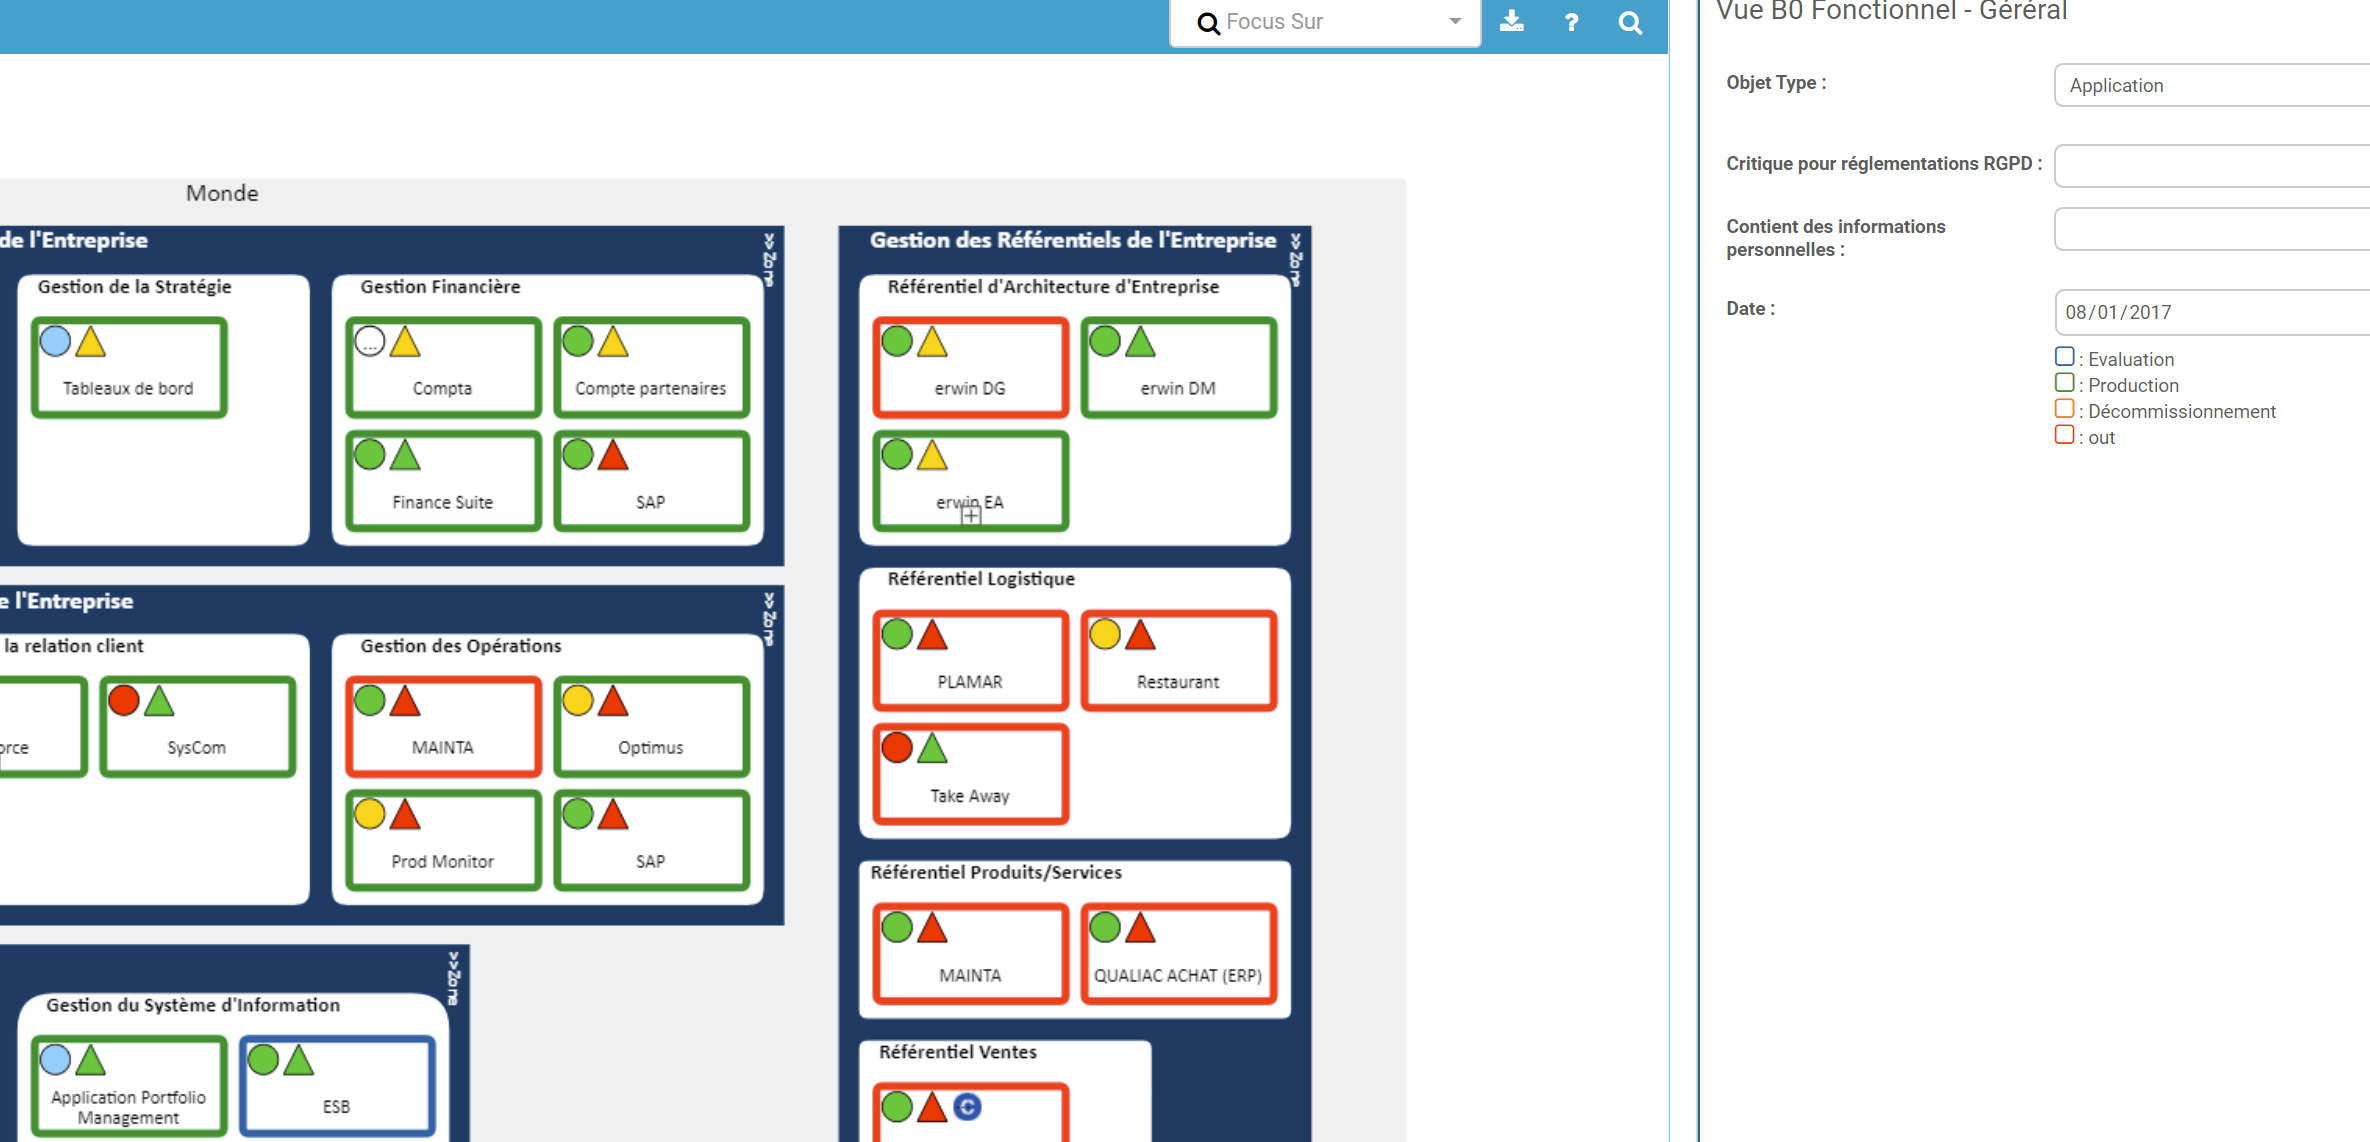 Focus Sur
?
Vue B0 Fonctionnel - Géréral
Objet Type :
Application
Critique pour réglementations RGPD :
Contient des informations
personnelles :
Date :
08/01/2017
: Evaluation
: Production
: Décommissionnement
: out
Monde
de l'Entreprise
Gestion de la Stratégie
Tableaux de bord
Gestion Financière
...
Compta
Compte partenaires
Finance Suite
SAP
Gestion des Référentiels de l'Entreprise
Référentiel d'Architecture d'Entreprise
erwin DG
erwin DM
erwin EA
Référentiel Logistique
PLAMAR
Restaurant
Take Away
Référentiel Produits/Services
MAINTA
QUALIAC ACHAT (ERP)
Référentiel Ventes
C
e l'Entreprise
la relation client
orce
SysCom
Gestion des Opérations
MAINTA
Optimus
Prod Monitor
SAP
>>Zone
Gestion du Système d'Information
Application Portfolio
Management
ESB